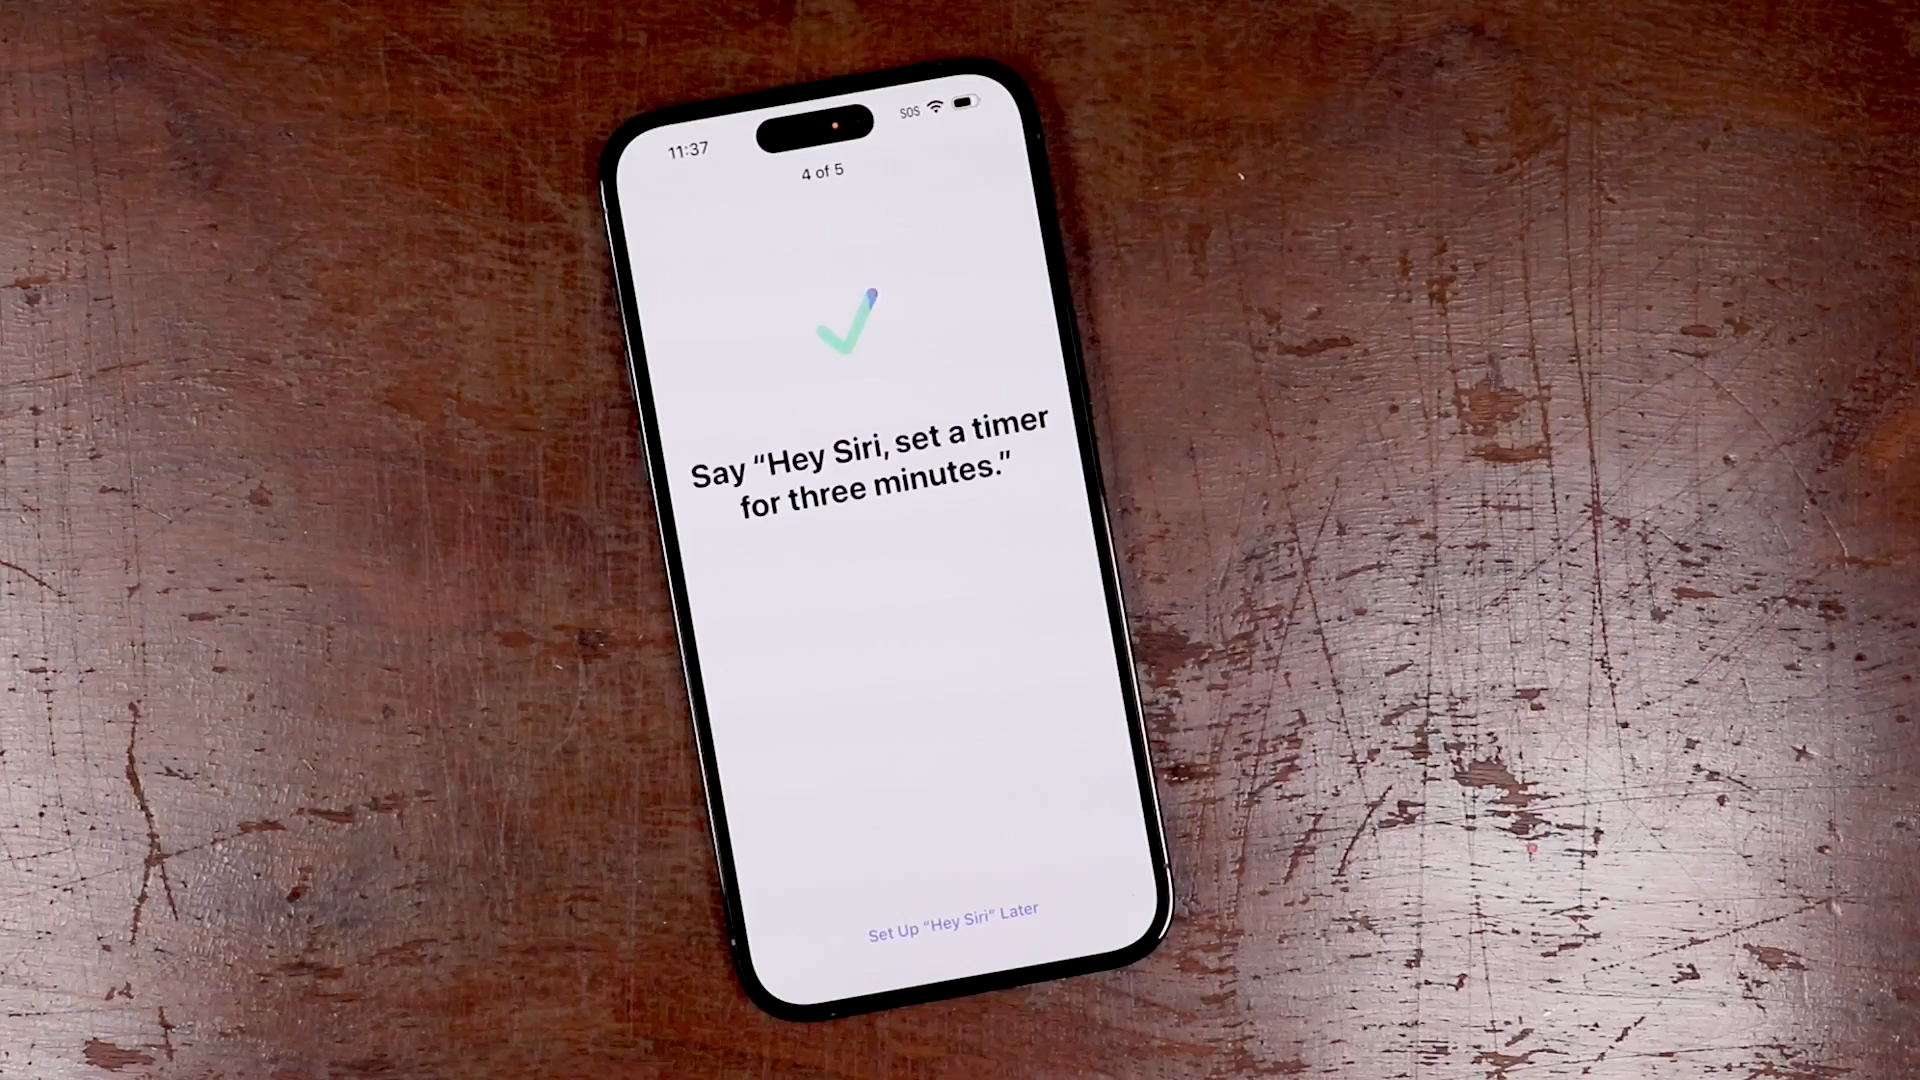 11:37
SOS
4 of 5
Say “Hey Siri, set a timer
for three minutes.”
Set Up “Hey Siri” Later